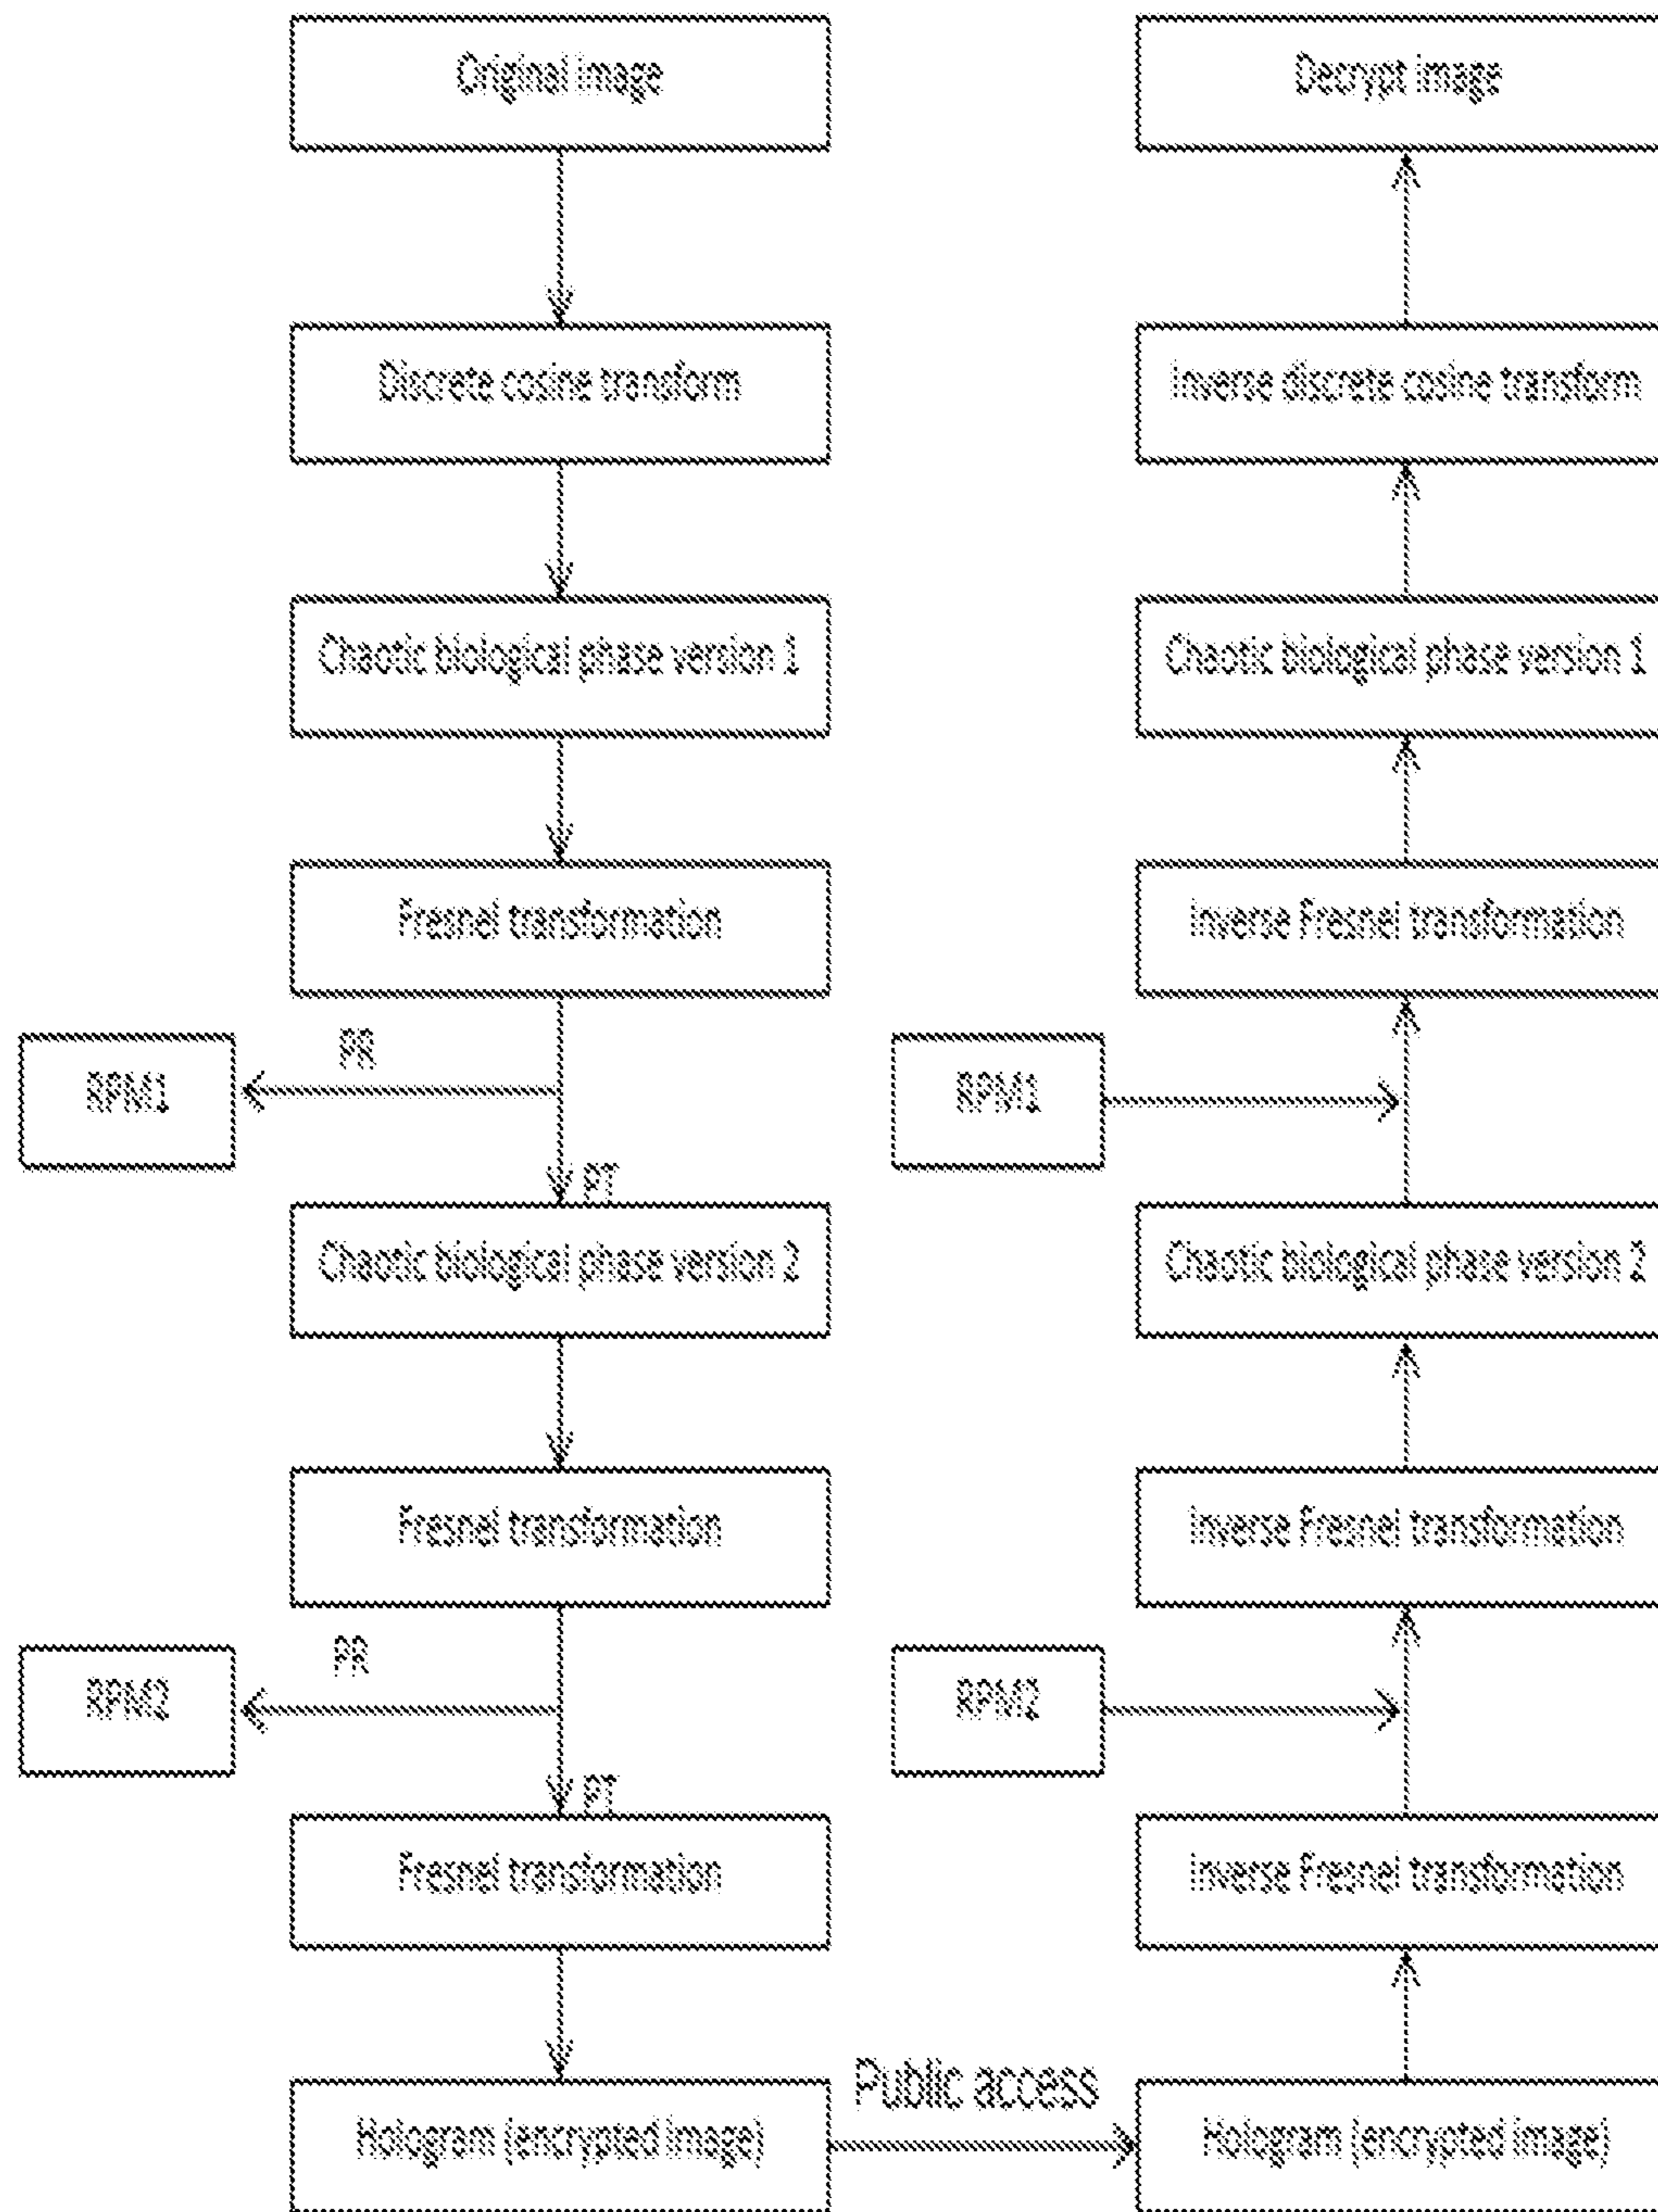 Original image
Discrete cosine transform
Chaotic biological phase version 1
Fresnel transformation
PR
RPM1
PT
Chaotic biological phase version 2
Fresnel transformation
PR
RPM2
PT
Fresnel transformation
Hologram (encrypted image)
Public access
Decrypt image
Inverse discrete cosine transform
Chaotic biological phase version 1
Inverse Fresnel transformation
RPM1
Chaotic biological phase version 2
Inverse Fresnel transformation
RPM2
Inverse Fresnel transformation
Hologram (encrypted image)